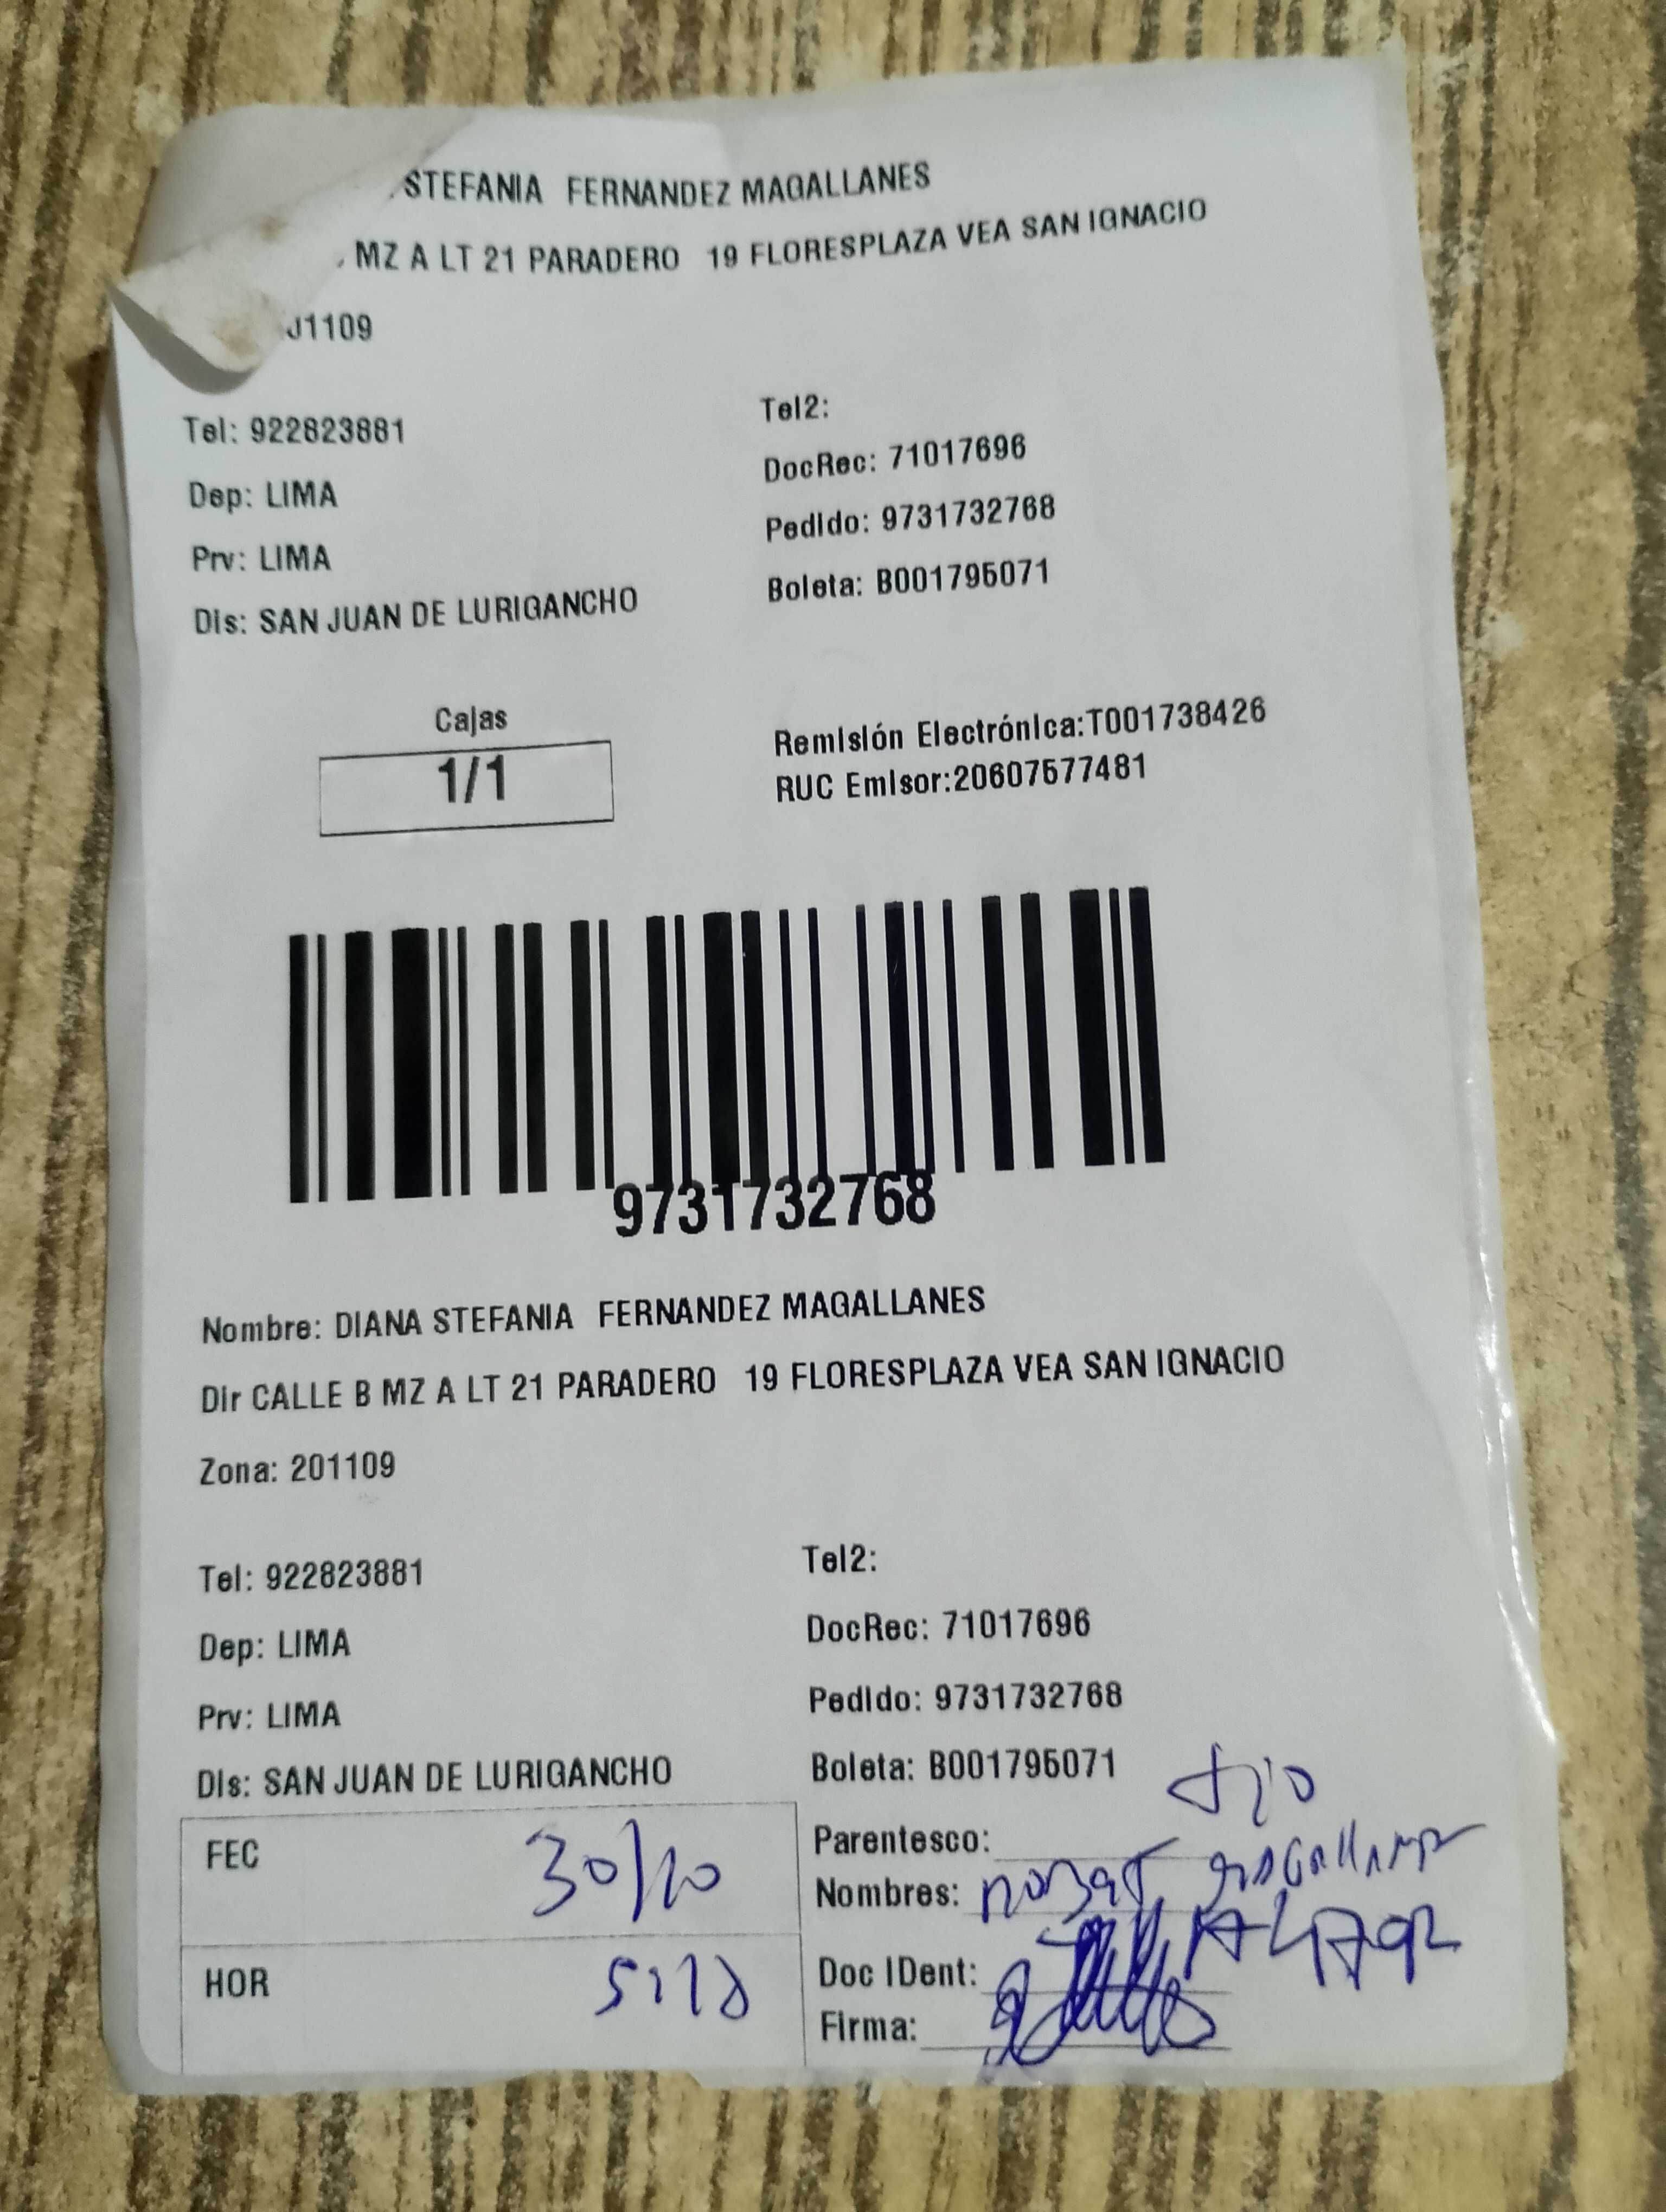 STEFANIA FERNANDEZ MAGALLANES
MZ A LT 21 PARADERO 19 FLORESPLAZA VEA SAN IGNACIO
1109
Tel: 922823881
Tel2:
DocRec: 71017696
Dep: LIMA
Pedido: 9731732768
Prv: LIMA
Boleta: B001795071
Dis: SAN JUAN DE LURIGANCHO
Cajas
1/1
Remisión Electrónica:T001738426
RUC Emisor:20607577481
9731732768
Nombre: DIANA STEFANIA FERNANDEZ MAGALLANES
Dir CALLE B MZ A LT 21 PARADERO 19 FLORESPLAZA VEA SAN IGNACIO
Zona: 201109
Tel: 922823881
Tel2:
Dep: LIMA
DocRec: 71017696
Prv: LIMA
Pedido: 9731732768
Dis: SAN JUAN DE LURIGANCHO
Boleta: B001795071
FEC 30/10
Parentesco: tio
Nombres:
HOR
Doc IDent:
Firma: